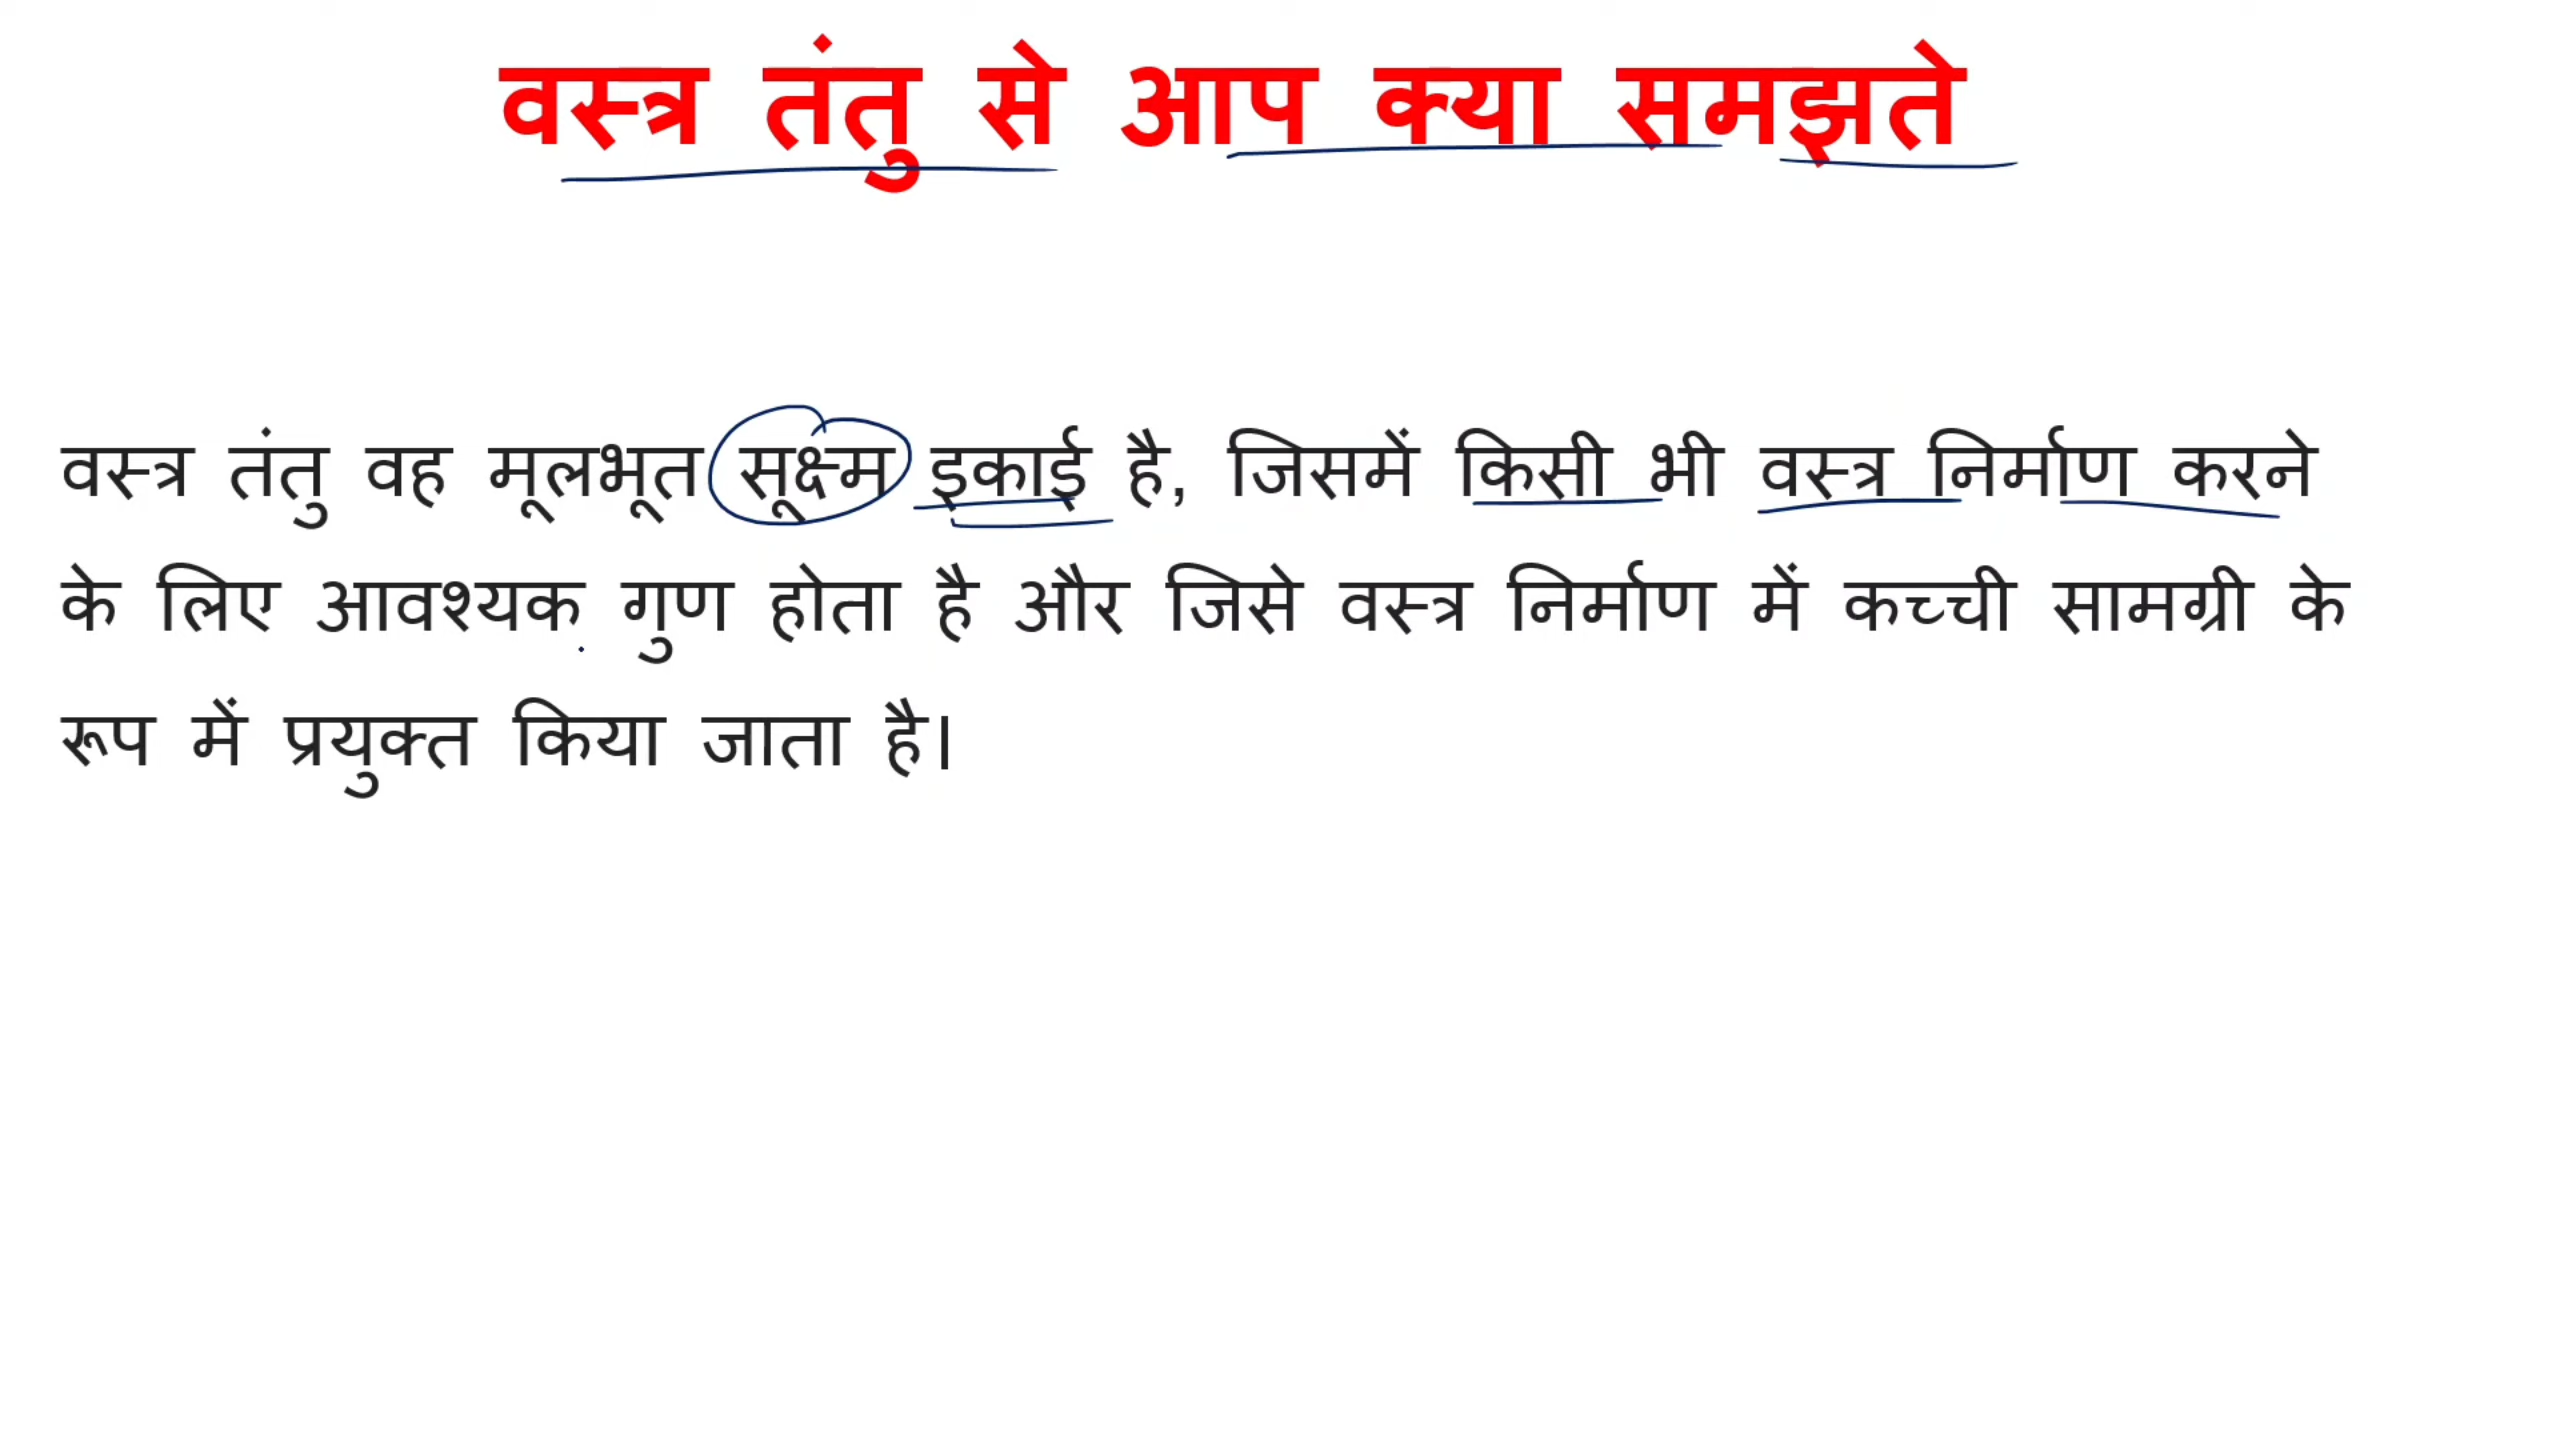 वस्त्र तंतु से आप क्या समझते
वस्त्र तंतु वह मूलभूत सूक्ष्म इकाई है, जिसमें किसी भी वस्त्र निर्माण करने
के लिए आवश्यक गुण होता है और जिसे वस्त्र निर्माण में कच्ची सामग्री के
रूप में प्रयुक्त किया जाता है।